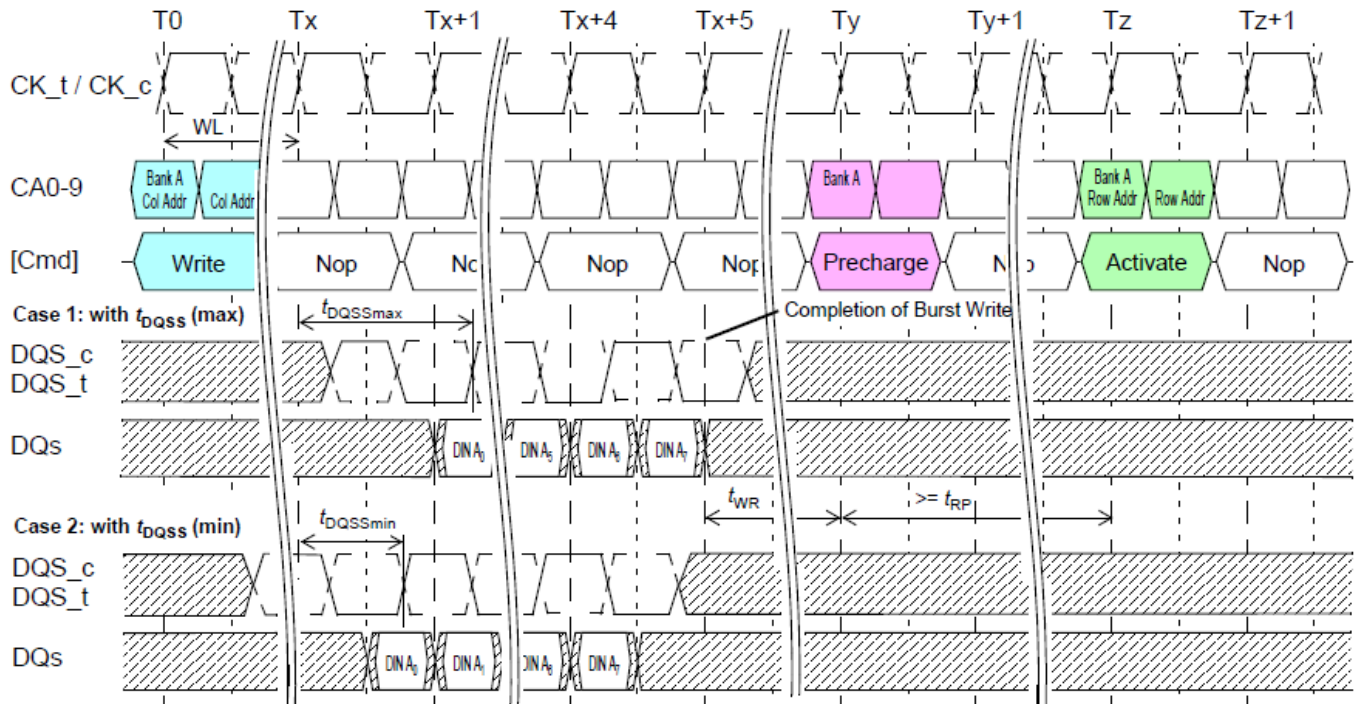 T0 Tx Tx+1 Tx+4 Tx+5 Ty Ty+1 Tz Tz+1
CK_t / CK_c
WL
CA0-9
Bank A
Col Addr
Col Addr
Bank A
Bank A
Row Addr
Row Addr
[Cmd]
Write Nop Nop Nop Precharge Activate Nop
Case 1: with tDQSS (max)
tDQSSmax
Completion of Burst Write
DQS_c
DQS_t
DQs
DIN A0 DIN A5 DIN A6 DIN A7
tWR
>= tRP
Case 2: with tDQSS (min)
tDQSSmin
DQS_c
DQS_t
DQs
DIN A0 DIN A1 DIN A6 DIN A7